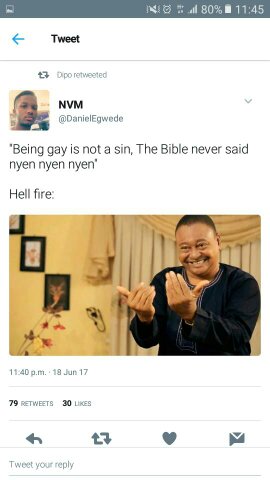 80% 11:45
Tweet
Dipo retweeted
NVM
@DanielEgwede
"Being gay is not a sin, The Bible never said
nyen nyen nyen"
Hell fire:
11:40 p.m. · 18 Jun 17
79 RETWEETS 30 LIKES
Tweet your reply